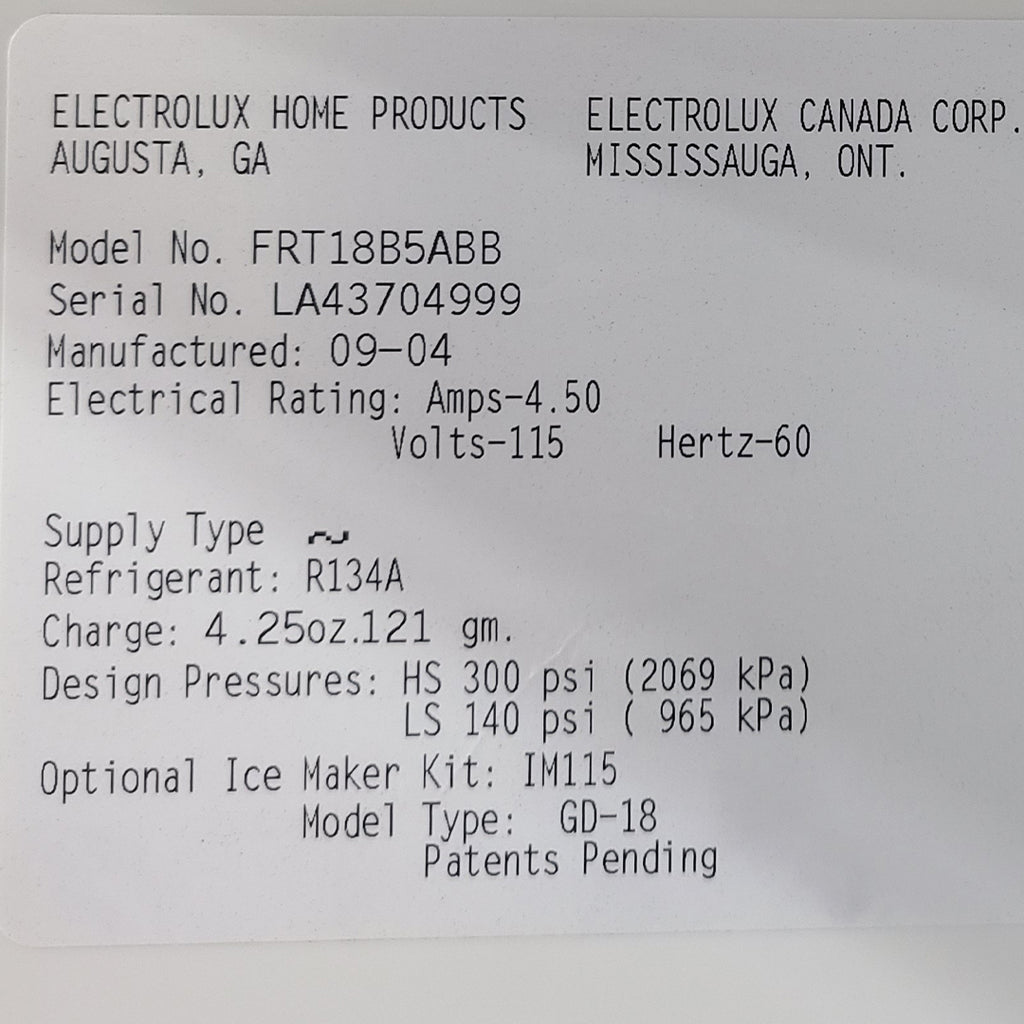 ELECTROLUX HOME PRODUCTS ELECTROLUX CANADA CORP.
AUGUSTA, GA MISSISSAUGA, ONT.
Model No. FRT18B5ABB
Serial No. LA43704999
Manufactured: 09-04
Electrical Rating: Amps-4.50
Volts-115 Hertz-60
Supply Type ~
Refrigerant: R134A
Charge: 4.25oz.121 gm.
Design Pressures: HS 300 psi (2069 kPa)
LS 140 psi ( 965 kPa)
Optional Ice Maker Kit: IM115
Model Type: GD-18
Patents Pending